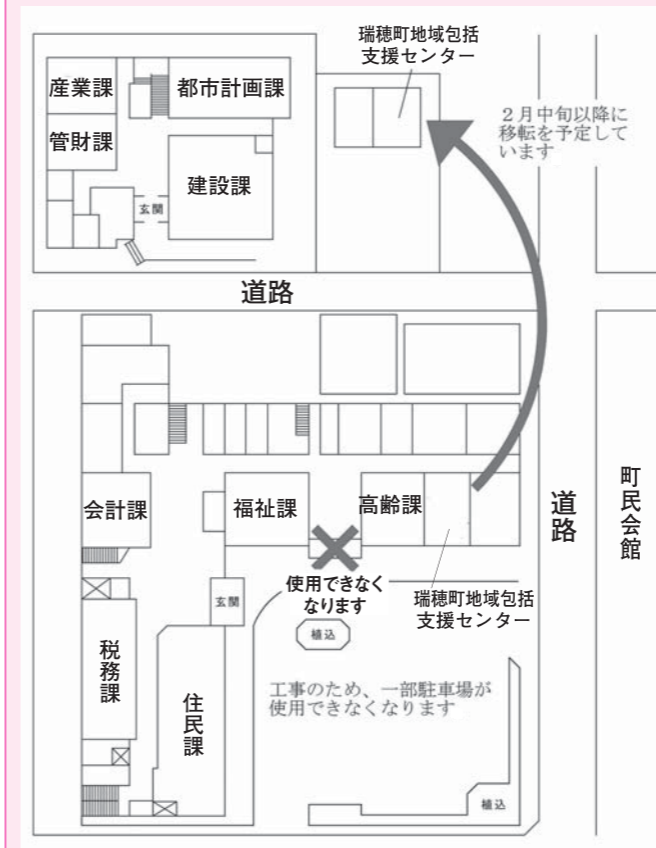 瑞穂町地域包括
支援センター
産業課
都市計画課
２月中旬以降に
移転を予定して
います
管財課
建設課
玄関
道路
会計課
福祉課
高齢課
道路
町民会館
使用できなく
なります
瑞穂町地域包括
支援センター
玄関
植込
税務課
住民課
工事のため、一部駐車場が
使用できなくなります
植込